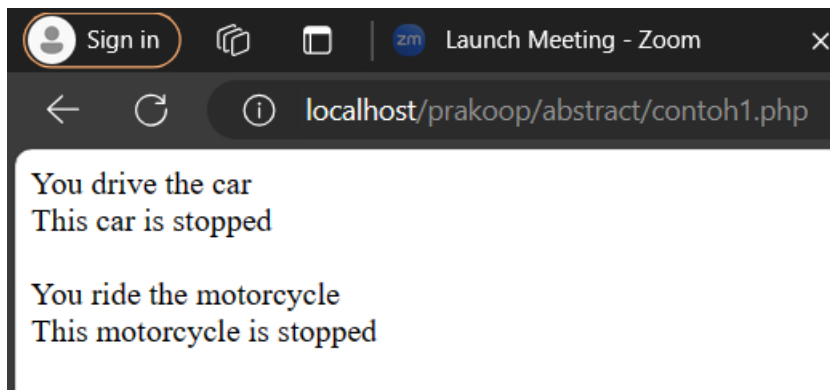 Sign in
zm Launch Meeting - Zoom
localhost/prakoop/abstract/contoh1.php
You drive the car
This car is stopped
You ride the motorcycle
This motorcycle is stopped